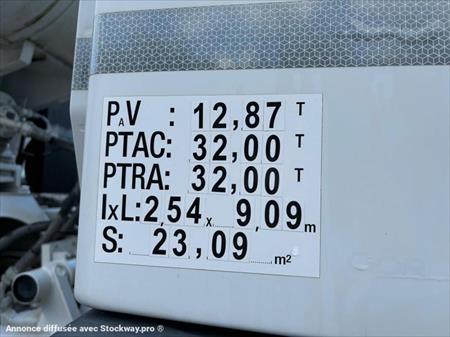 PAV : 12,87 T
PTAC: 32,00 T
PTRA: 32,00 T
IxL: 2,54 x 9,09 m
S: 23,09 m²
Annonce diffusée avec Stockway.pro ®